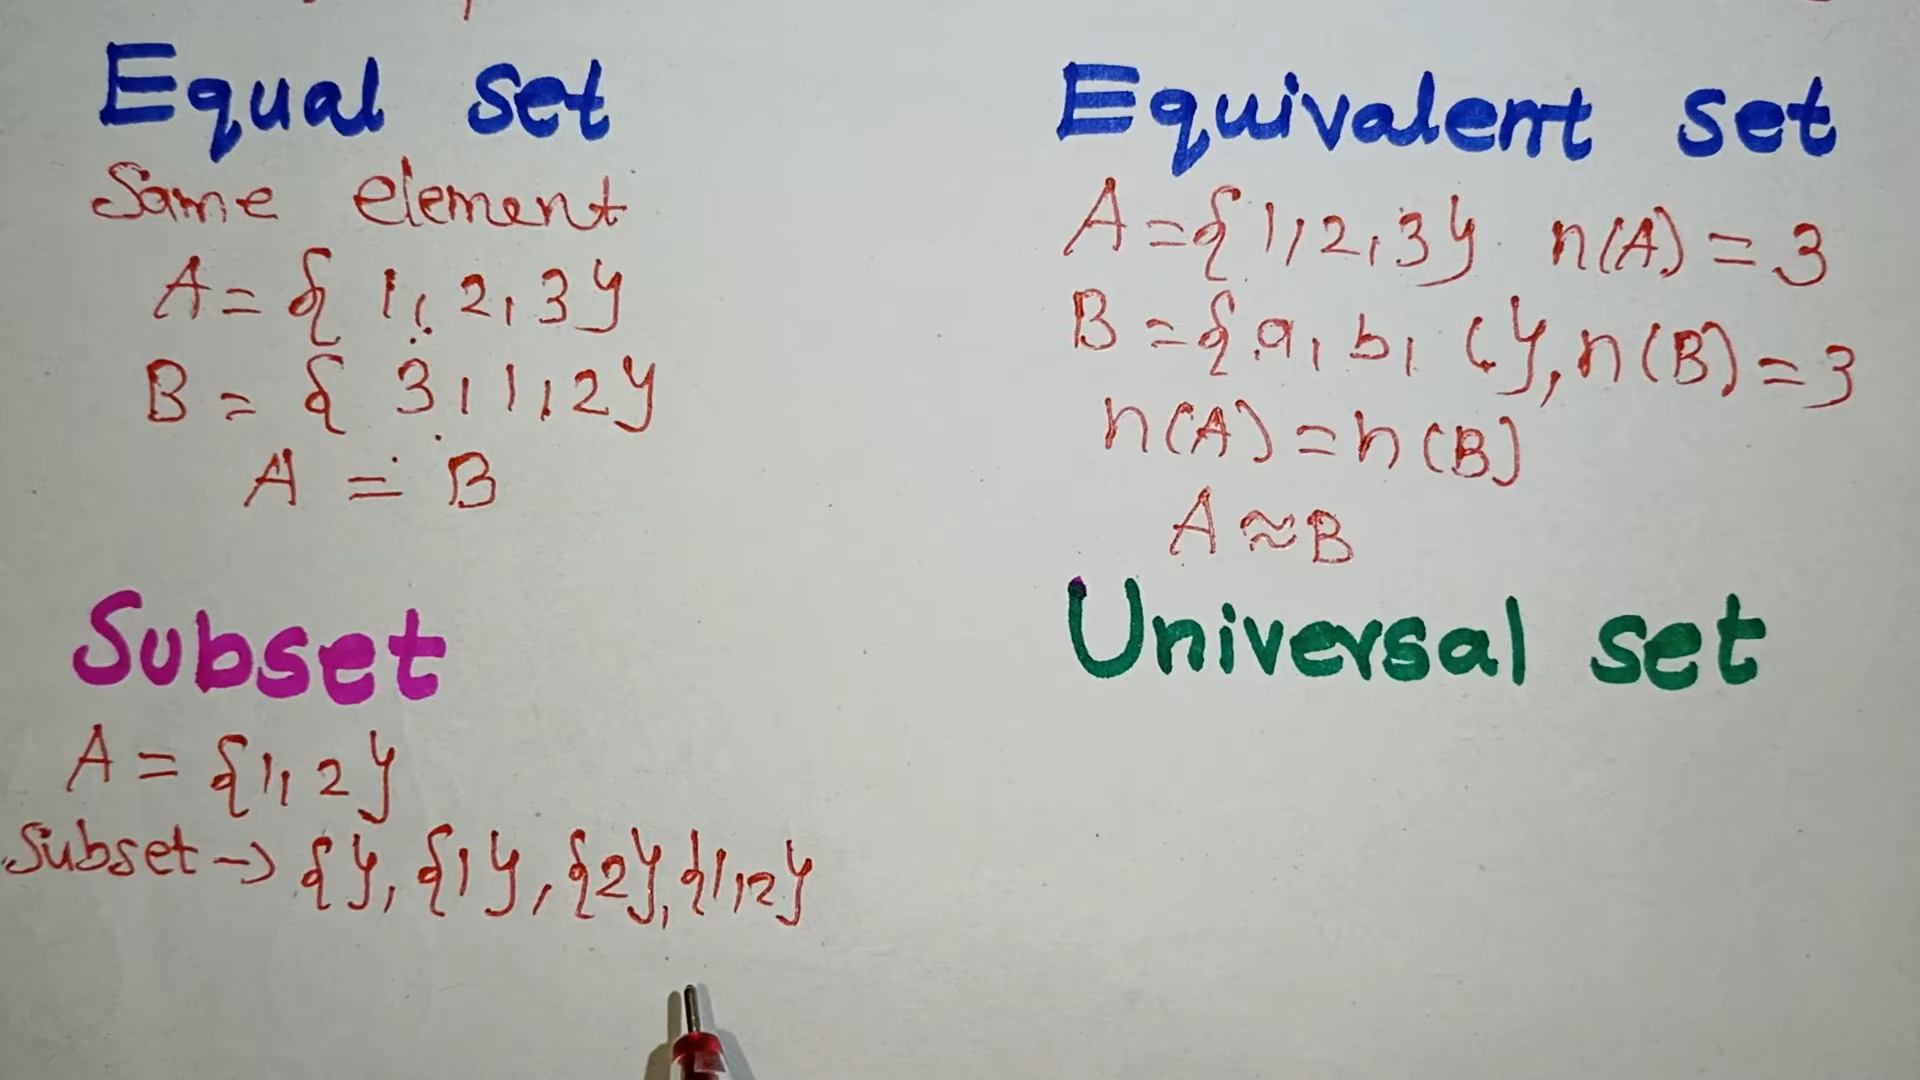 Equal set
Same element
A = { 1, 2, 3}
B = { 3, 1, 2}
A = B
Equivalent set
A = { 1, 2, 3} n(A) = 3
B = { a, b, c}, n(B) = 3
n(A) = n(B)
A ≈ B
Subset
A = {1, 2}
Subset → { }, {1}, {2}, {1,2}
Universal set